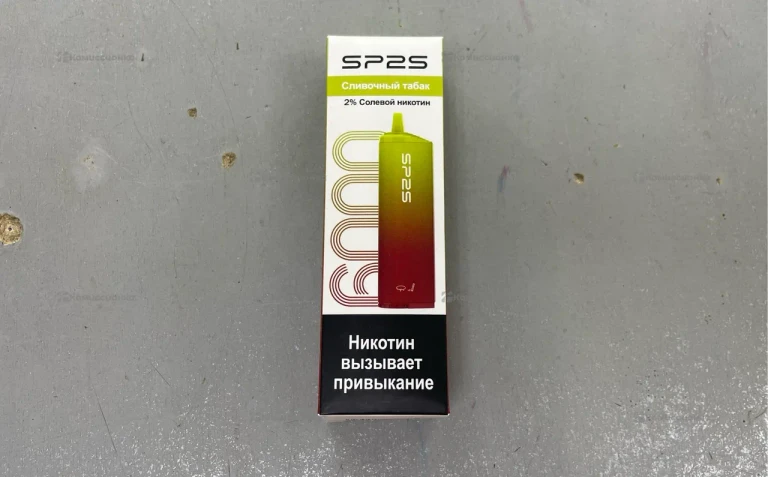 SP2S
Сливочный табак
2% Солевой никотин
6000
SP2S
Никотин
вызывает
привыкание